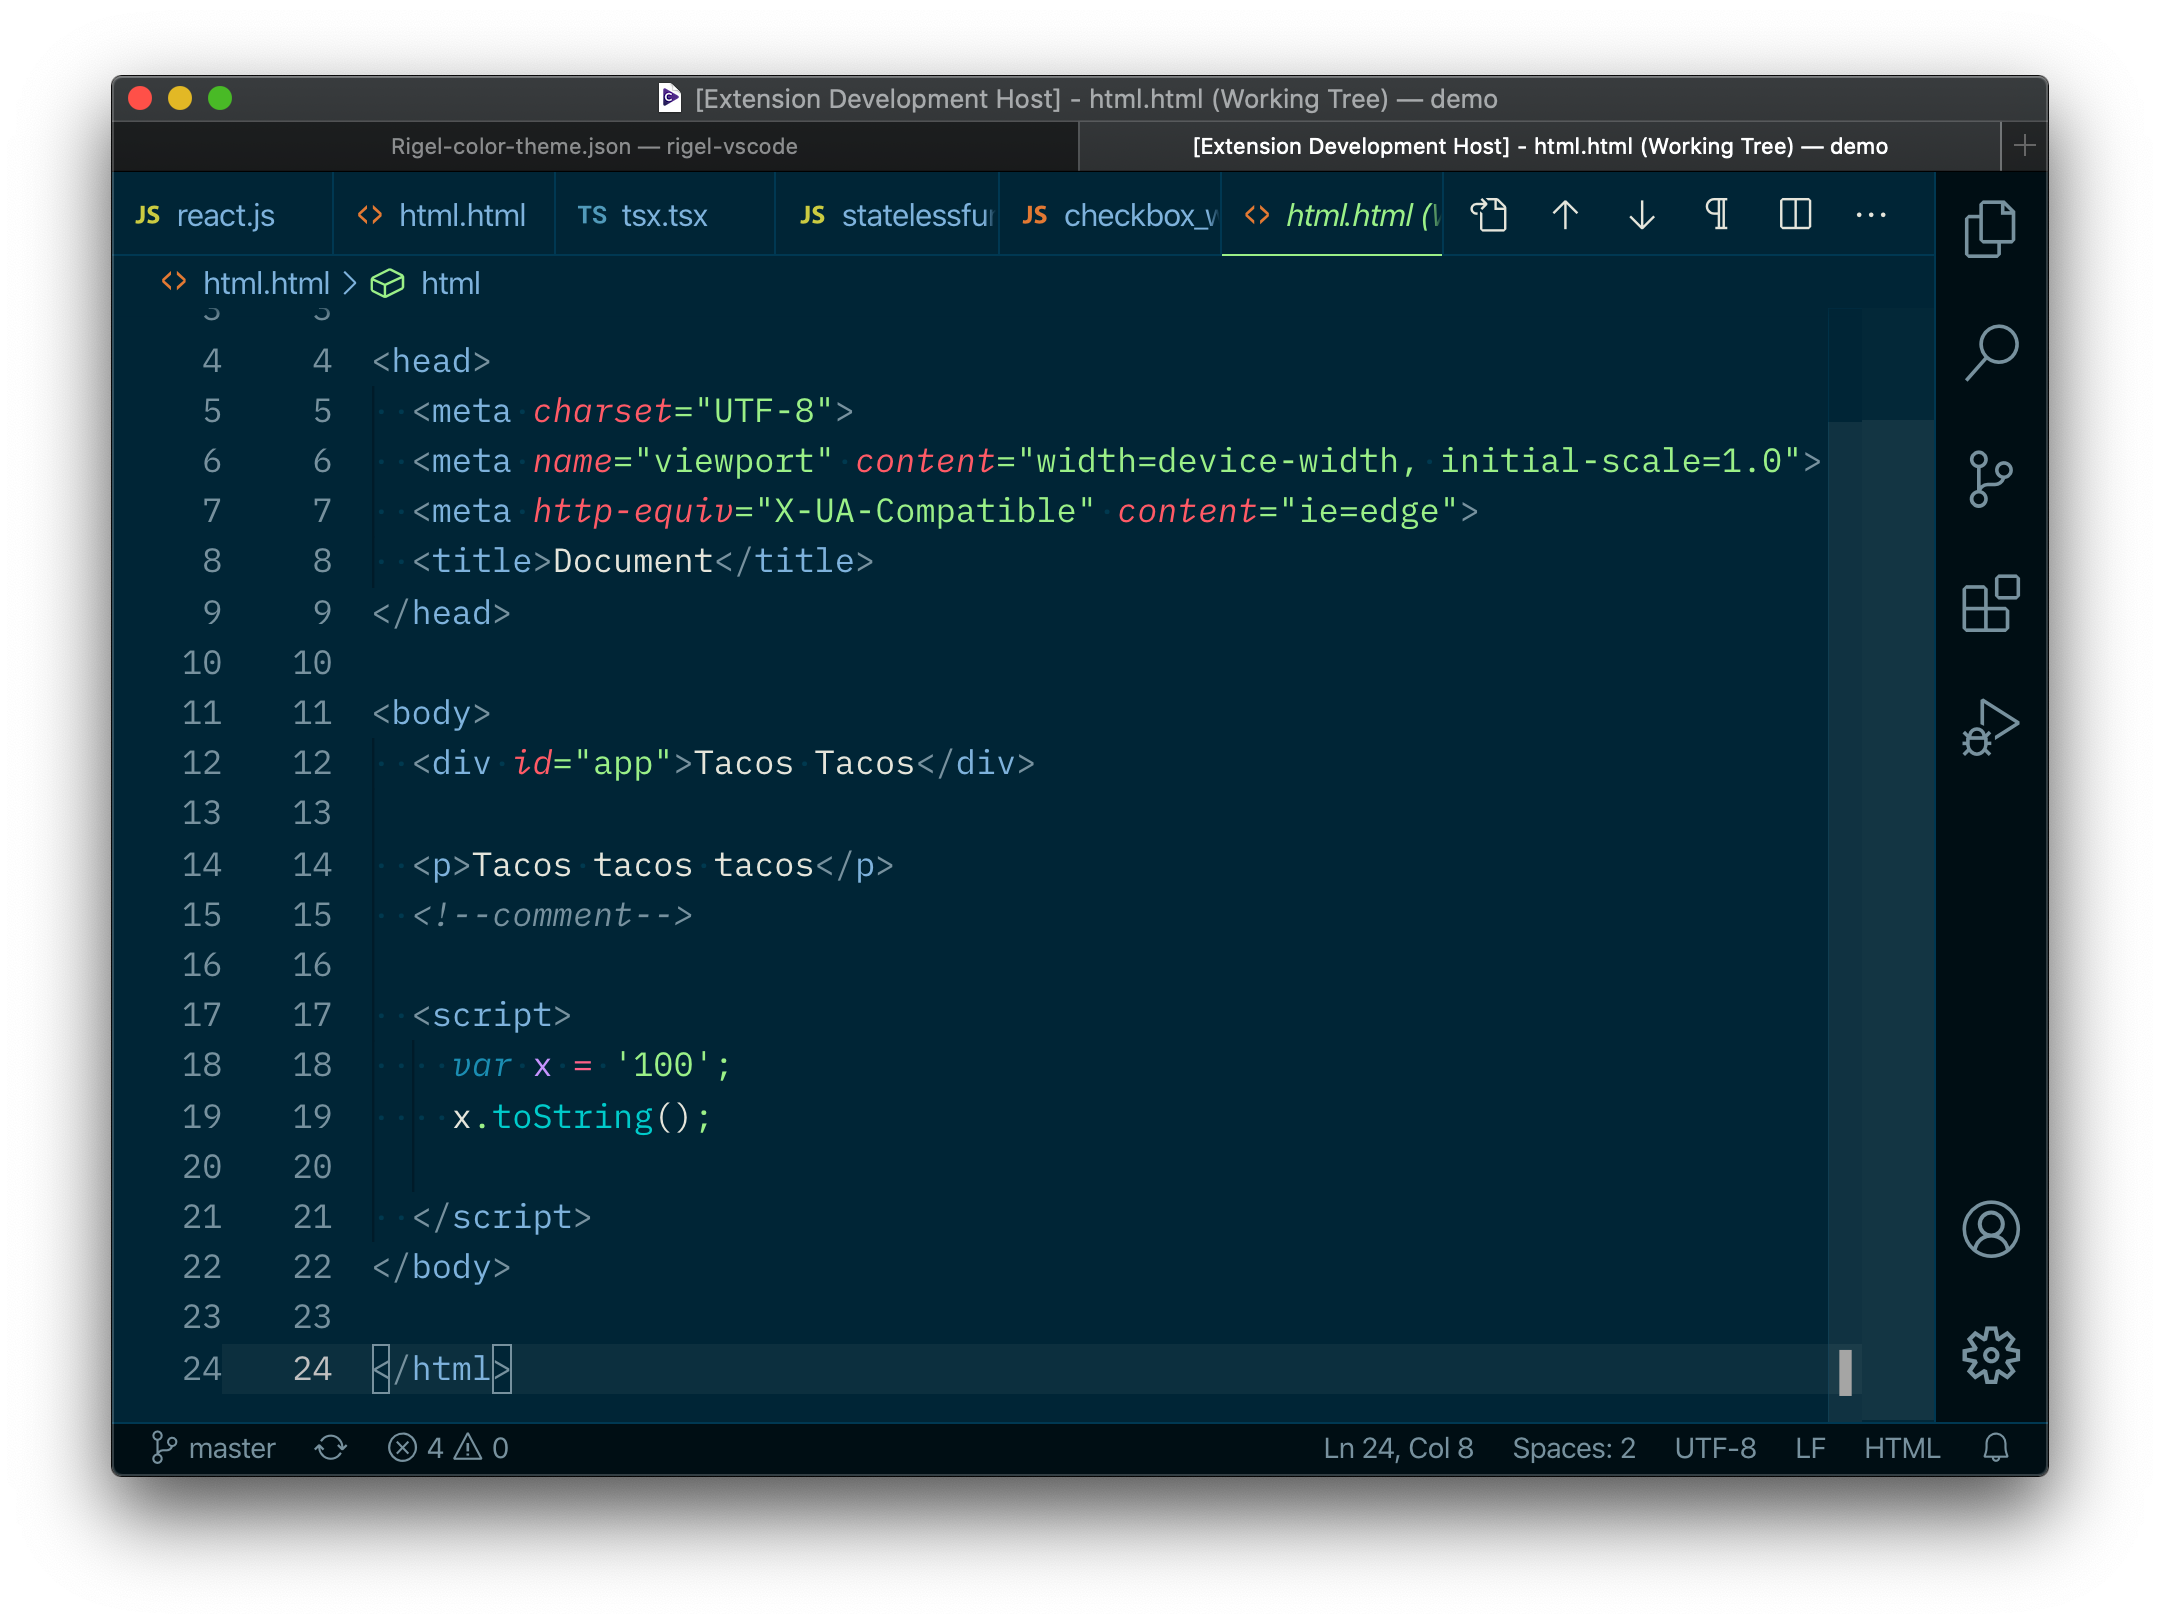 [Extension Development Host] - html.html (Working Tree) — demo
Rigel-color-theme.json — rigel-vscode
[Extension Development Host] - html.html (Working Tree) — demo
JS react.js
<> html.html
TS tsx.tsx
JS statelessfu
JS checkbox_
<> html.html (
<> html.html > html
3 3
4 4 <head>
5 5 <meta charset="UTF-8">
6 6 <meta name="viewport" content="width=device-width, initial-scale=1.0">
7 7 <meta http-equiv="X-UA-Compatible" content="ie=edge">
8 8 <title>Document</title>
9 9 </head>
10 10
11 11 <body>
12 12 <div id="app">Tacos Tacos</div>
13 13
14 14 <p>Tacos tacos tacos</p>
15 15 <!--comment-->
16 16
17 17 <script>
18 18 var x = '100';
19 19 x.toString();
20 20
21 21 </script>
22 22 </body>
23 23
24 24 </html>
master 4 0 Ln 24, Col 8 Spaces: 2 UTF-8 LF HTML